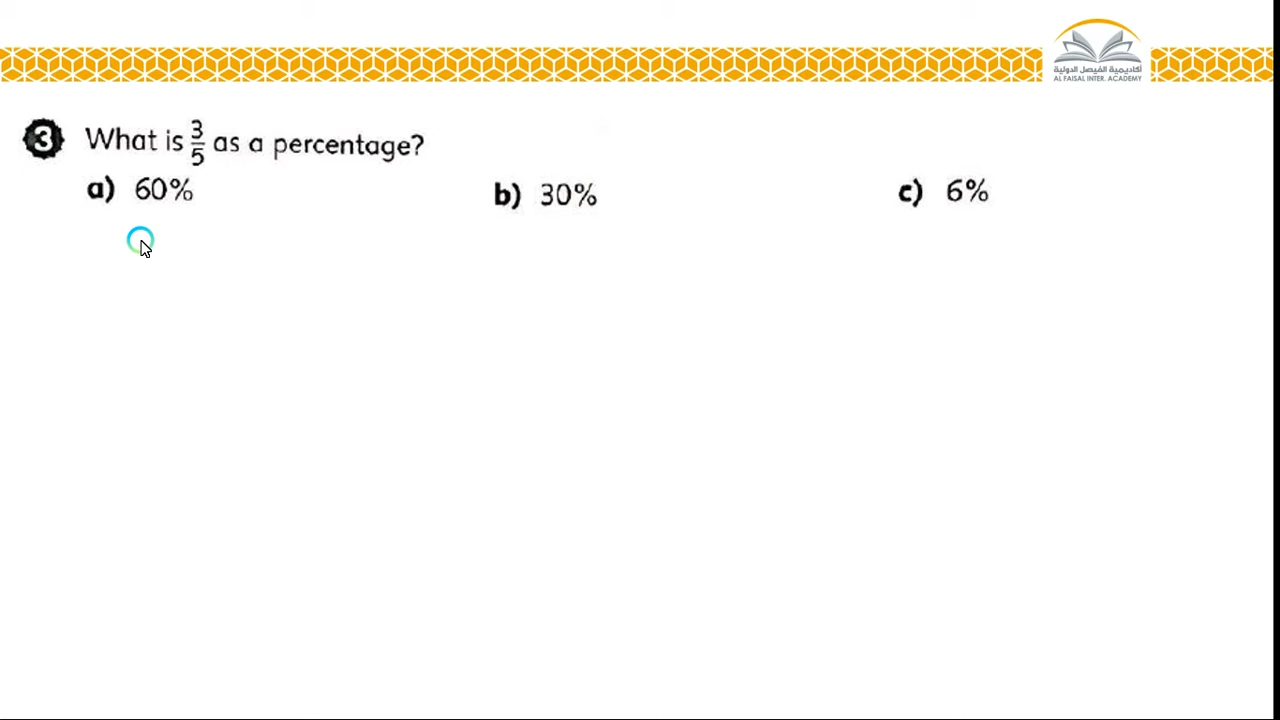 أكاديمية الفيصل الدولية
AL FAISAL INTER. ACADEMY
3 What is 3/5 as a percentage?
a) 60% b) 30% c) 6%